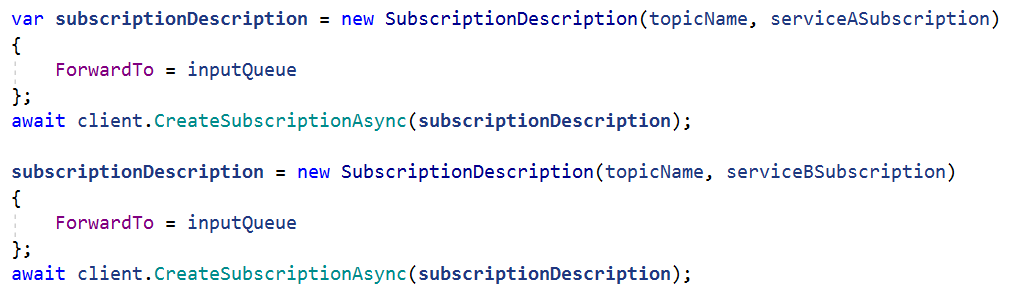 var subscriptionDescription = new SubscriptionDescription(topicName, serviceASubscription)
{
    ForwardTo = inputQueue
};
await client.CreateSubscriptionAsync(subscriptionDescription);

subscriptionDescription = new SubscriptionDescription(topicName, serviceBSubscription)
{
    ForwardTo = inputQueue
};
await client.CreateSubscriptionAsync(subscriptionDescription);